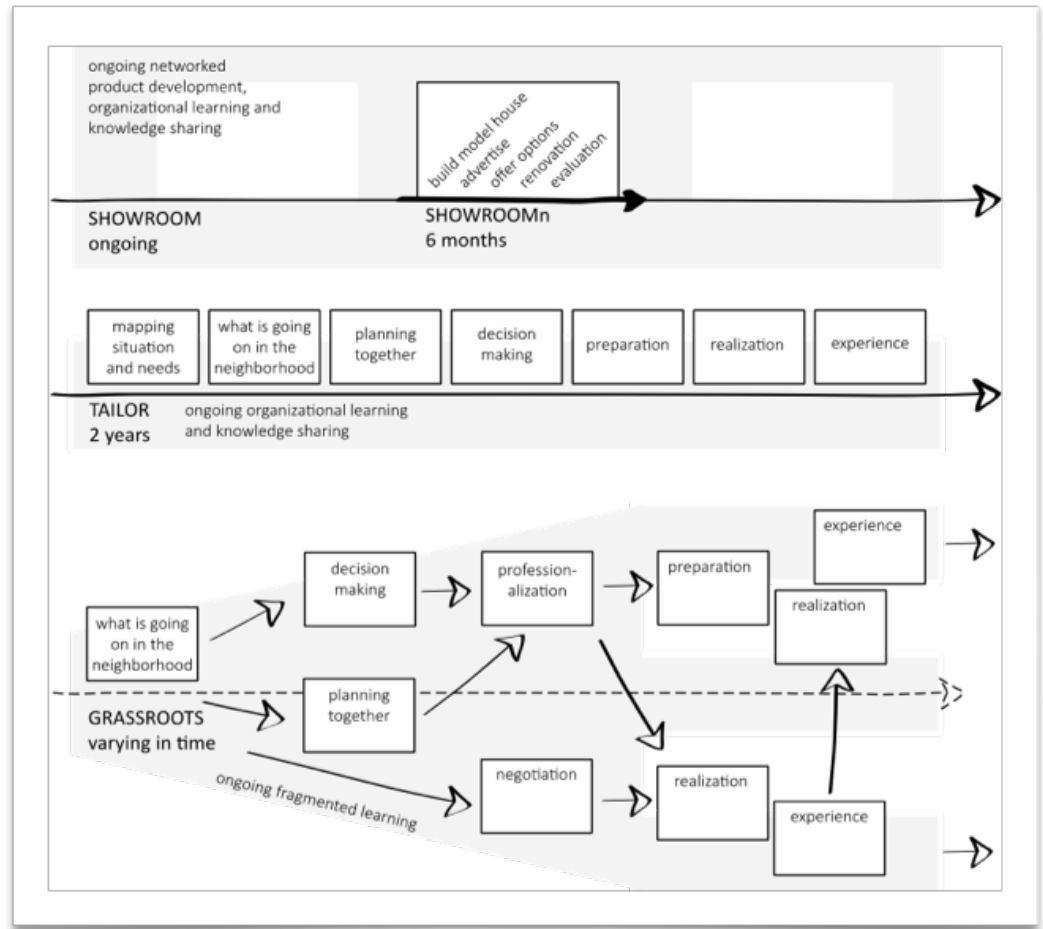 ongoing networked
product development,
organizational learning and
knowledge sharing
build model house
advertise
offer options
renovation
evaluation
SHOWROOM
ongoing
SHOWROOMn
6 months
mapping
situation
and needs
what is going
on in the
neighborhood
planning
together
decision
making
preparation
realization
experience
TAILOR
2 years
ongoing organizational learning
and knowledge sharing
experience
decision
making
profession-
alization
preparation
realization
what is going
on in the
neighborhood
planning
together
GRASSROOTS
varying in time
ongoing fragmented learning
negotiation
realization
experience